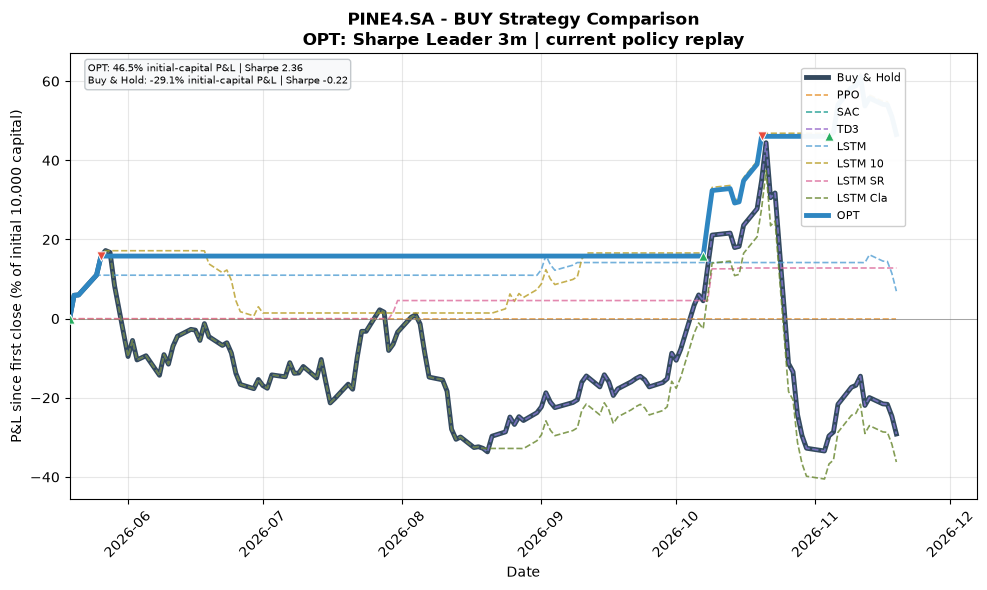 PINE4.SA - BUY Strategy Comparison
OPT: Sharpe Leader 3m | current policy replay
OPT: 46.5% initial-capital P&L | Sharpe 2.36
Buy & Hold: -29.1% initial-capital P&L | Sharpe -0.22
Buy & Hold
PPO
SAC
TD3
LSTM
LSTM 10
LSTM SR
LSTM Cla
OPT
P&L since first close (% of initial 10,000 capital)
60
40
20
0
−20
−40
2026-06
2026-07
2026-08
2026-09
2026-10
2026-11
2026-12
Date